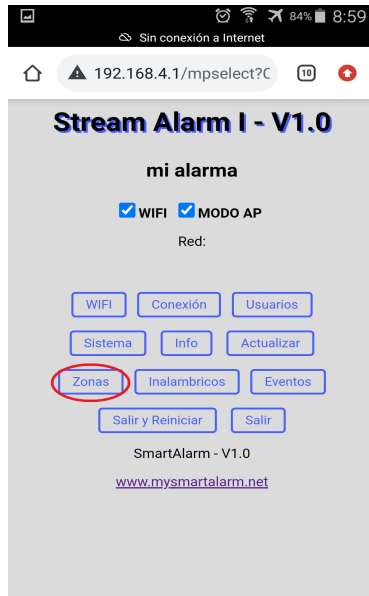 84% 8:59
Sin conexión a Internet
192.168.4.1/mpselect?C 10
Stream Alarm I - V1.0
mi alarma
WIFI MODO AP
Red:
WIFI Conexión Usuarios
Sistema Info Actualizar
Zonas Inalambricos Eventos
Salir y Reiniciar Salir
SmartAlarm - V1.0
www.mysmartalarm.net